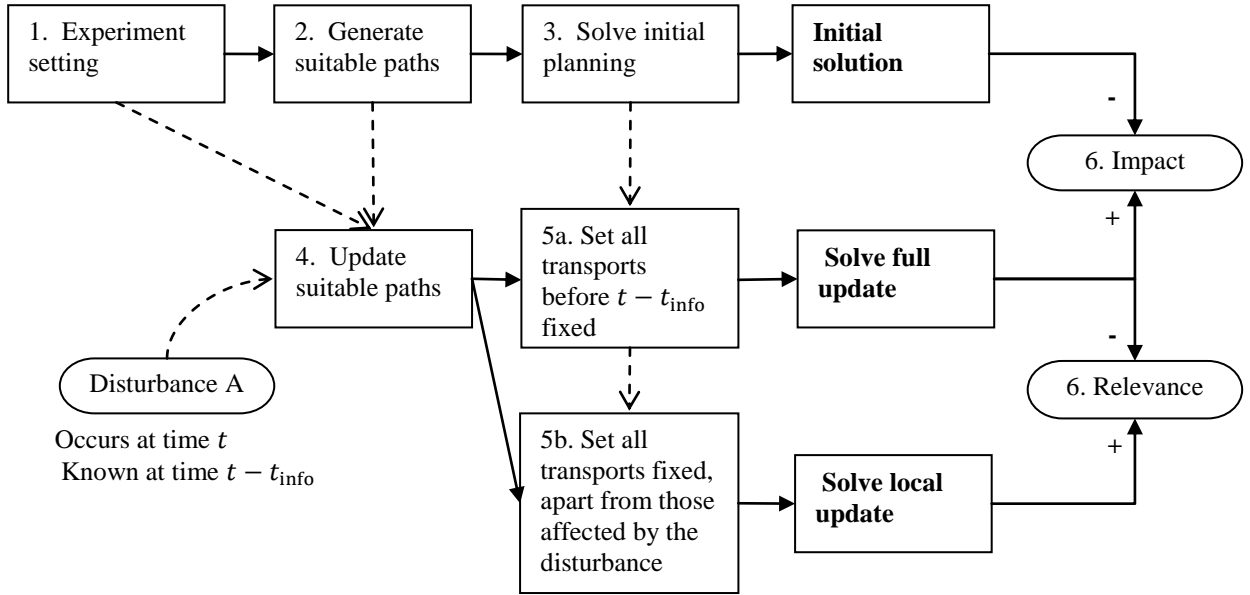 1. Experiment
setting
2. Generate
suitable paths
3. Solve initial
planning
Initial
solution
-
6. Impact
+
4. Update
suitable paths
5a. Set all
transports
before t − t_info
fixed
Solve full
update
-
Disturbance A
6. Relevance
Occurs at time t
Known at time t − t_info
5b. Set all
transports fixed,
apart from those
affected by the
disturbance
Solve local
update
+